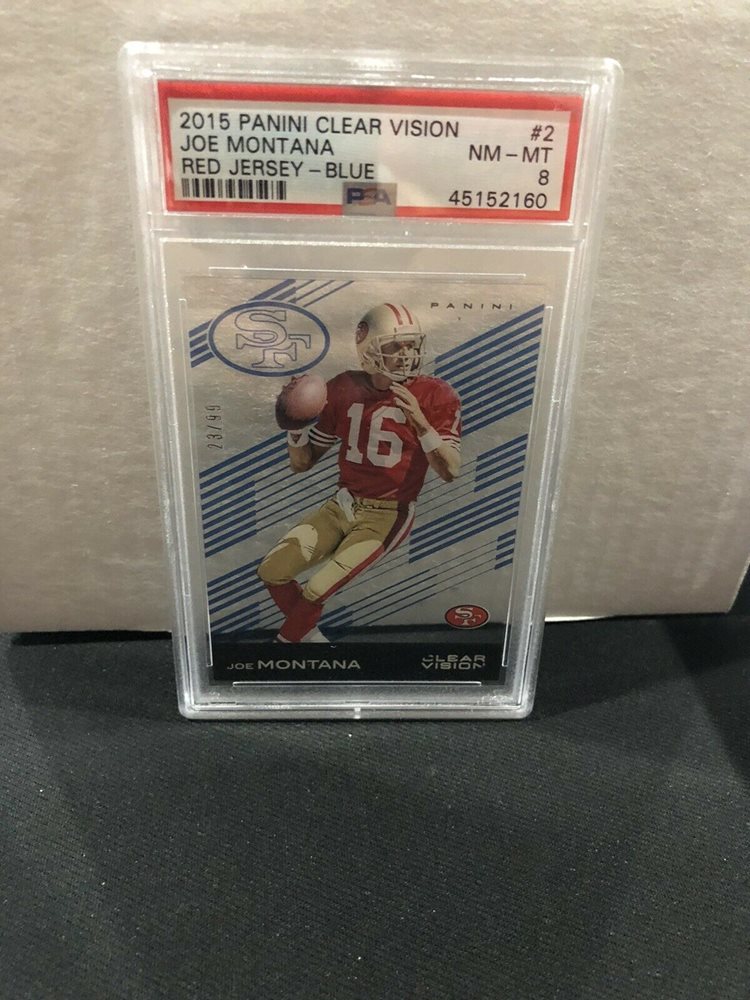 2015 PANINI CLEAR VISION #2
JOE MONTANA NM-MT
RED JERSEY-BLUE 8
PSA 45152160
SF
PANINI
23/99
16
16
SF
JOE MONTANA
CLEAR
VISION